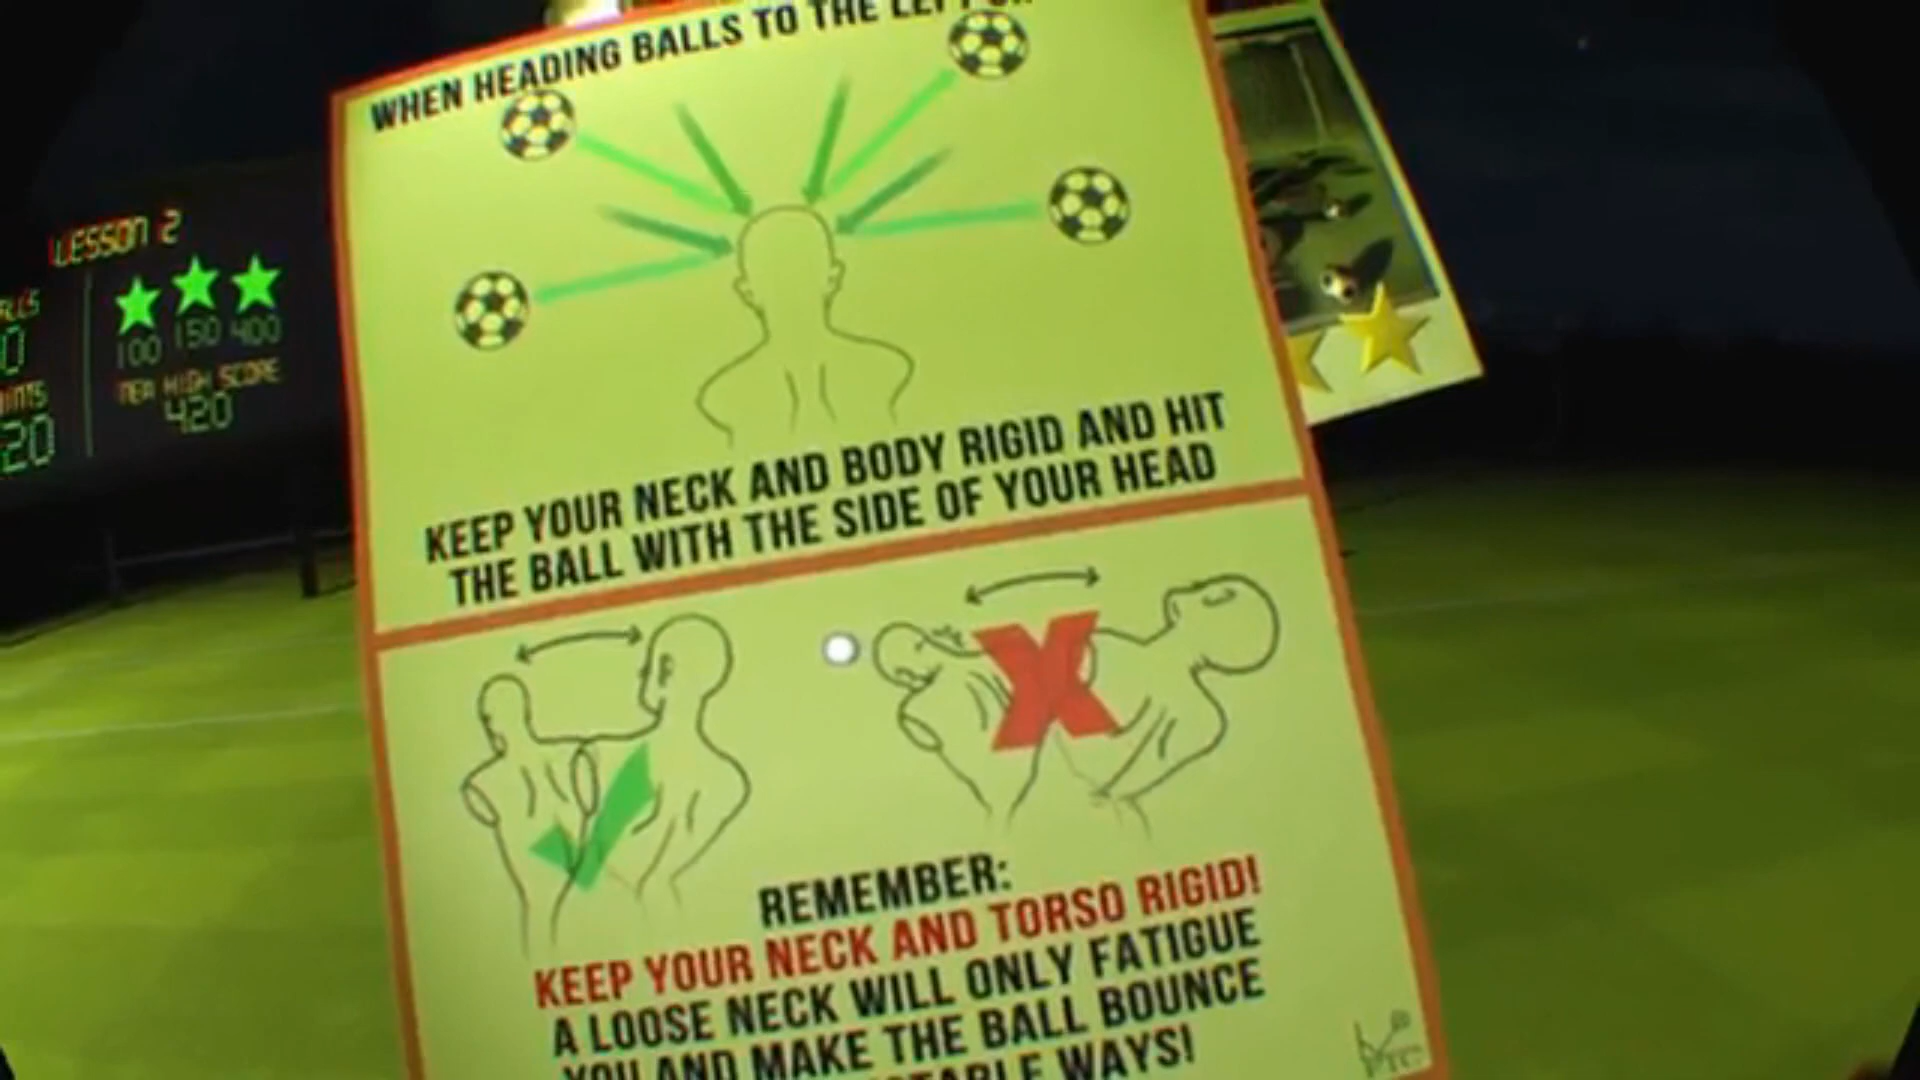 WHEN HEADING BALLS TO THE
LESSON 2
100 150 400
NEW HIGH SCORE
420
20
KEEP YOUR NECK AND BODY RIGID AND HIT
THE BALL WITH THE SIDE OF YOUR HEAD
REMEMBER:
KEEP YOUR NECK AND TORSO RIGID!
A LOOSE NECK WILL ONLY FATIGUE
YOU AND MAKE THE BALL BOUNCE
WAYS!